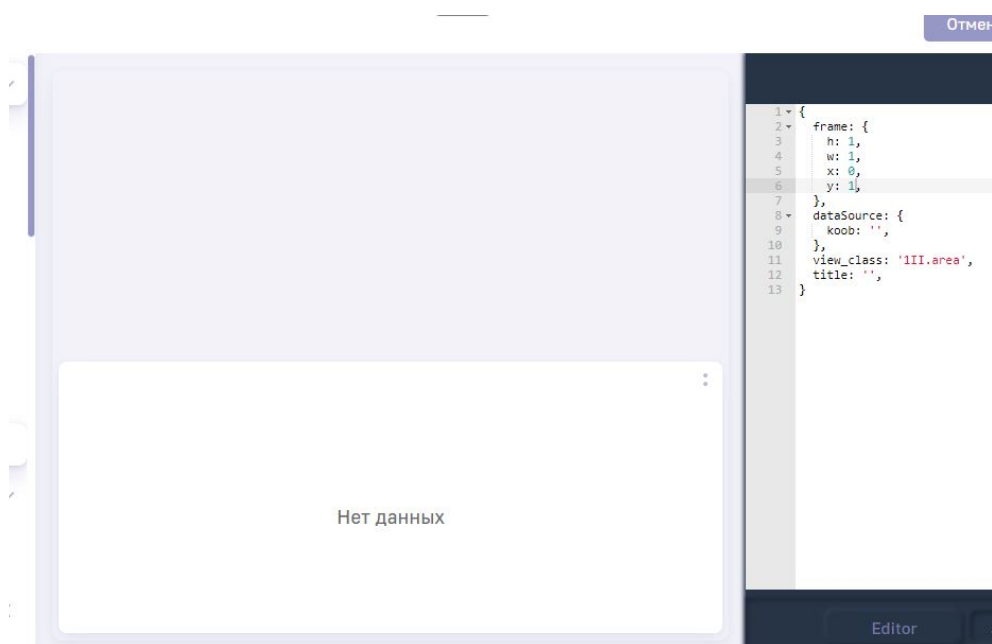 Отмен
1 {
2 frame: {
3 h: 1,
4 w: 1,
5 x: 0,
6 y: 1,
7 },
8 dataSource: {
9 koob: '',
10 },
11 view_class: '1II.area',
12 title: '',
13 }
Нет данных
Editor